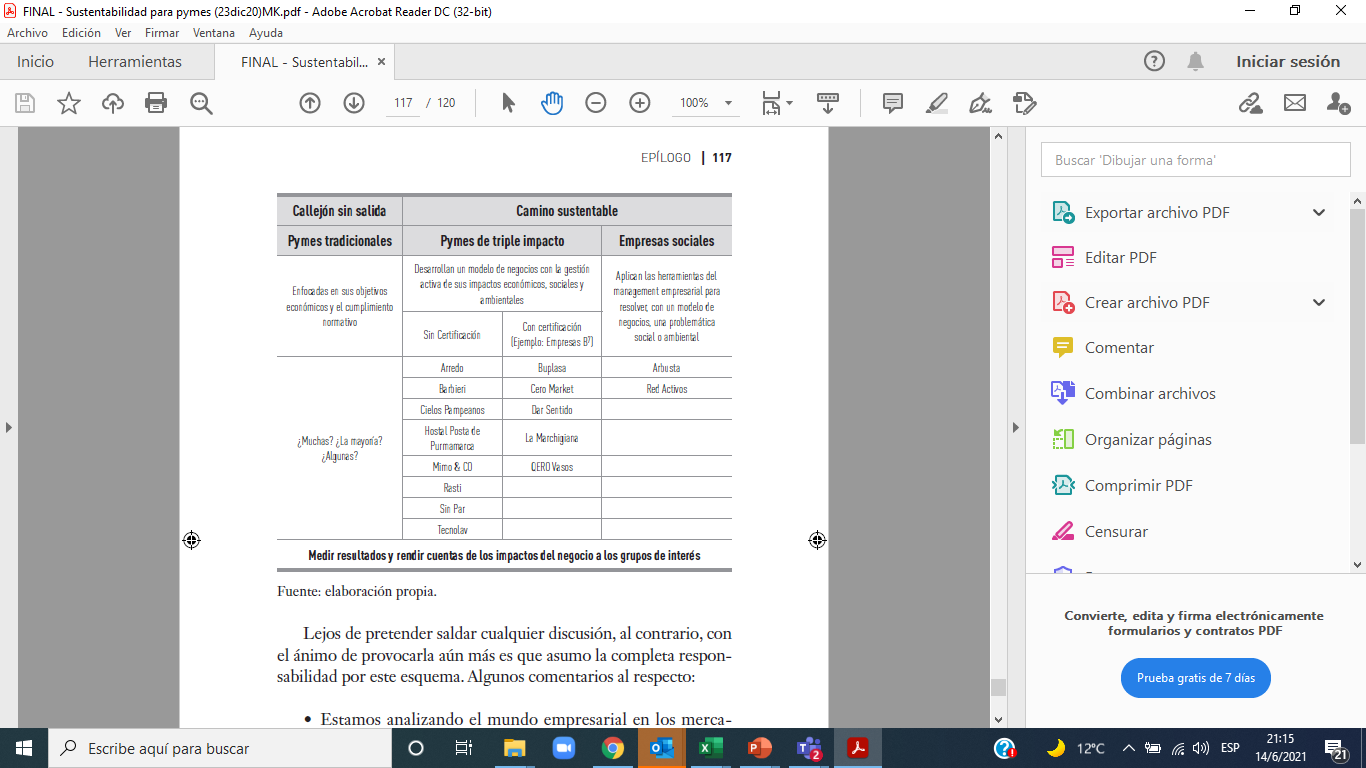 FINAL - Sustentabilidad para pymes (23dic20)MK.pdf - Adobe Acrobat Reader DC (32-bit)
Archivo Edición Ver Firmar Ventana Ayuda
Inicio Herramientas FINAL - Sustentabil... Iniciar sesión
117 / 120 100%
EPÍLOGO | 117
Callejón sin salida Camino sustentable
Pymes tradicionales Pymes de triple impacto Empresas sociales
Enfocadas en sus objetivos
económicos y el cumplimiento
normativo
Desarrollan un modelo de negocios con la gestión
activa de sus impactos económicos, sociales y
ambientales
Aplican las herramientas del
management empresarial para
resolver, con un modelo de
negocios, una problemática
social o ambiental
Sin Certificación
Con certificación
(Ejemplo: Empresas B⁷)
¿Muchas? ¿La mayoría?
¿Algunas?
Arredo Buplasa Arbusta
Barbieri Cero Market Red Activos
Cielos Pampeanos Dar Sentido
Hostal Posta de
Purmamarca
La Marchigiana
Mimo & CO QERO Vasos
Rasti
Sin Par
Tecnolav
Medir resultados y rendir cuentas de los impactos del negocio a los grupos de interés
Fuente: elaboración propia.
Lejos de pretender saldar cualquier discusión, al contrario, con
el ánimo de provocarla aún más es que asumo la completa respon-
sabilidad por este esquema. Algunos comentarios al respecto:
• Estamos analizando el mundo empresarial en los merca-
Buscar 'Dibujar una forma'
Exportar archivo PDF
Editar PDF
Crear archivo PDF
Comentar
Combinar archivos
Organizar páginas
Comprimir PDF
Censurar
Convierte, edita y firma electrónicamente
formularios y contratos PDF
Prueba gratis de 7 días
Escribe aquí para buscar
2
12°C
ESP
21:15
14/6/2021
21